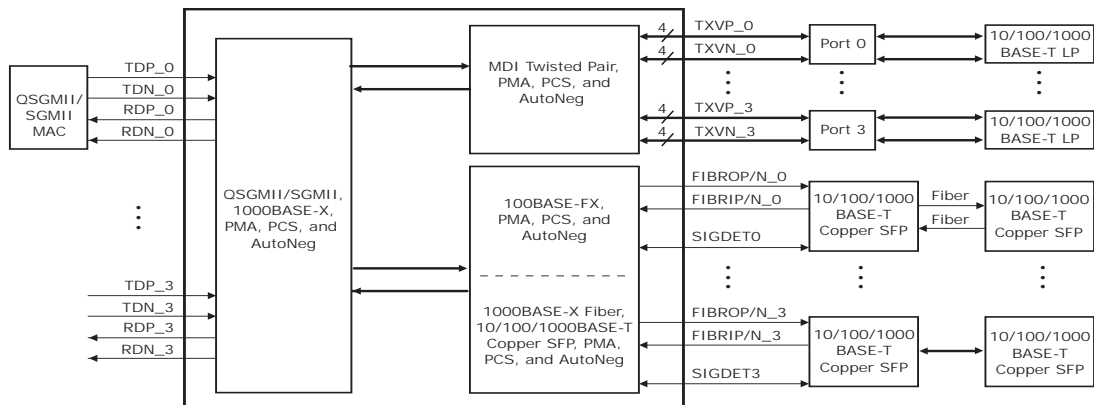 QSGMII/
SGMII
MAC
TDP_0
TDN_0
RDP_0
RDN_0
TDP_3
TDN_3
RDP_3
RDN_3
QSGMII/SGMII,
1000BASE-X,
PMA, PCS, and
AutoNeg
MDI Twisted Pair,
PMA, PCS, and
AutoNeg
100BASE-FX,
PMA, PCS, and
AutoNeg
1000BASE-X Fiber,
10/100/1000BASE-T
Copper SFP, PMA,
PCS, and AutoNeg
4 TXVP_0
4 TXVN_0
4 TXVP_3
4 TXVN_3
Port 0
Port 3
10/100/1000
BASE-T LP
10/100/1000
BASE-T LP
FIBROP/N_0
FIBRIP/N_0
SIGDET0
10/100/1000
BASE-T
Copper SFP
Fiber
Fiber
10/100/1000
BASE-T
Copper SFP
FIBROP/N_3
FIBRIP/N_3
SIGDET3
10/100/1000
BASE-T
Copper SFP
10/100/1000
BASE-T
Copper SFP